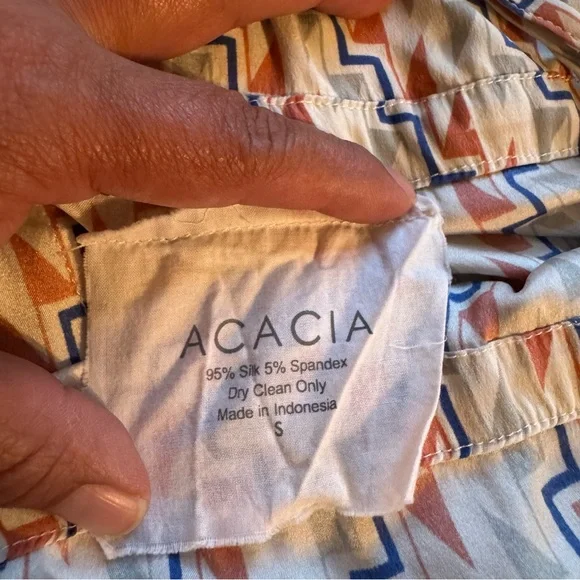 ACACIA
95% Silk 5% Spandex
Dry Clean Only
Made in Indonesia
S